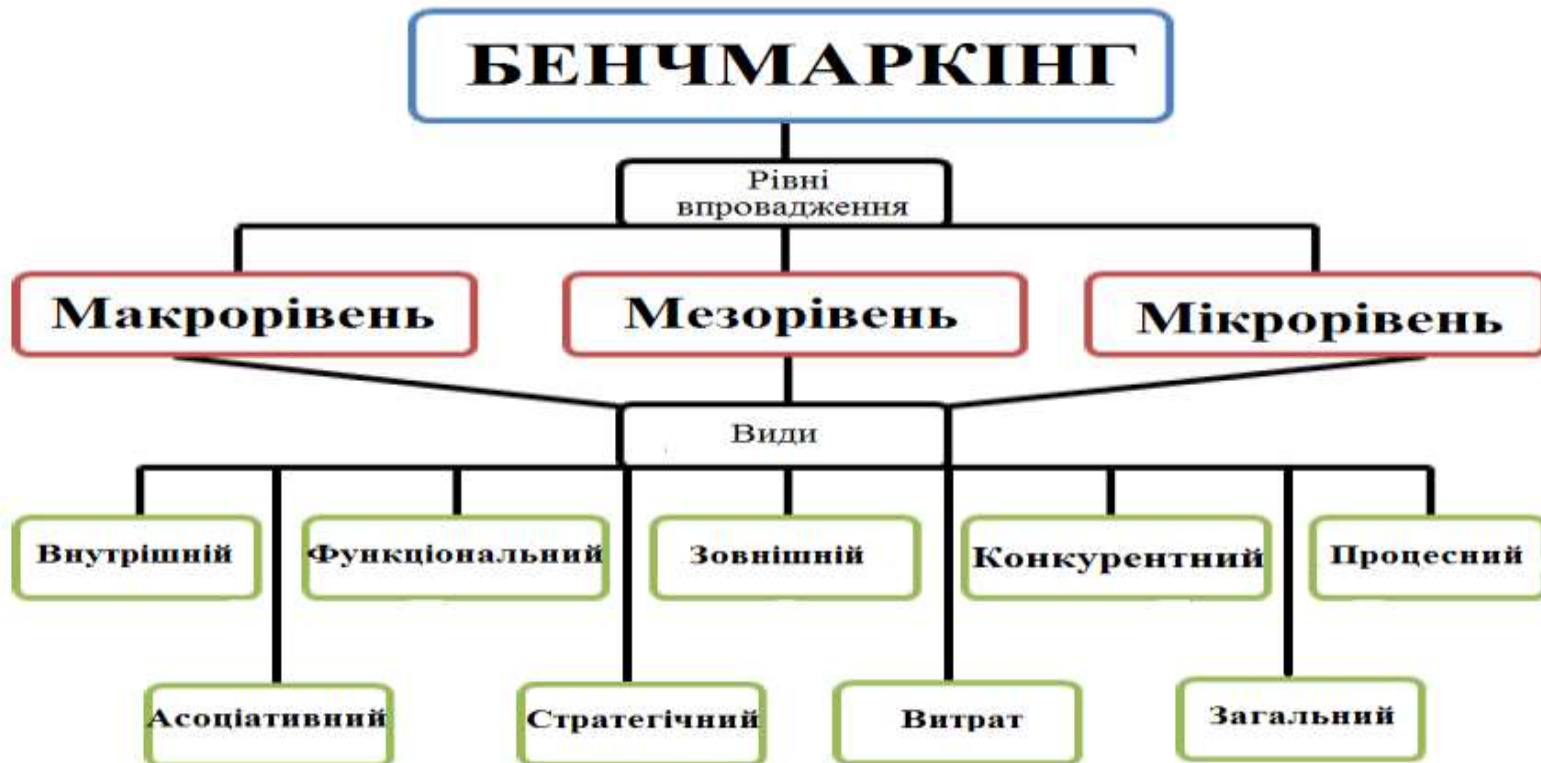 БЕНЧМАРКІНГ
Рівні
впровадження
Макрорівень
Мезорівень
Мікрорівень
Види
Внутрішній
Функціональний
Зовнішній
Конкурентний
Процесний
Асоціативний
Стратегічний
Витрат
Загальний